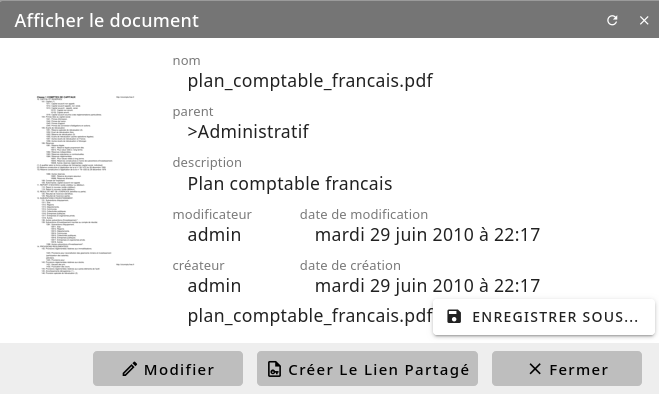 Afficher le document
nom
plan_comptable_francais.pdf
parent
>Administratif
description
Plan comptable francais
modificateur date de modification
admin mardi 29 juin 2010 à 22:17
créateur date de création
admin mardi 29 juin 2010 à 22:17
plan_comptable_francais.pdf ENREGISTRER SOUS...
Modifier Créer Le Lien Partagé Fermer